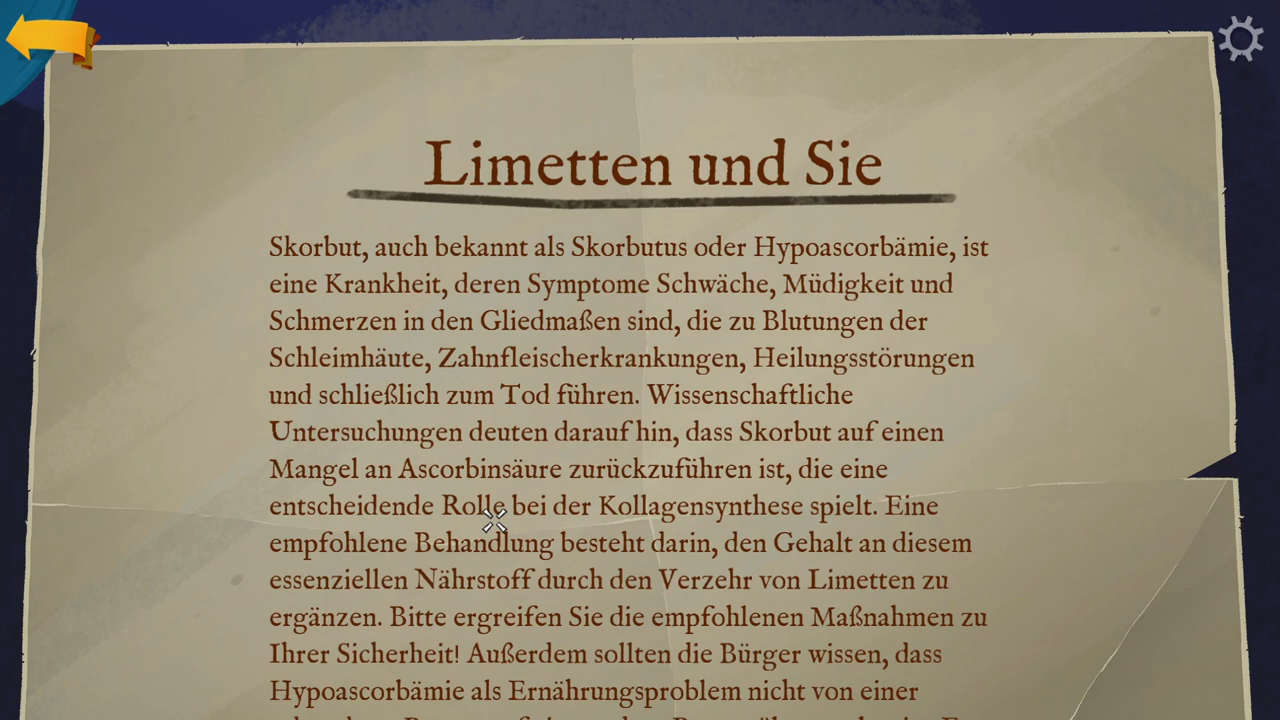 Limetten und Sie
Skorbut, auch bekannt als Skorbutus oder Hypoascorbämie, ist
eine Krankheit, deren Symptome Schwäche, Müdigkeit und
Schmerzen in den Gliedmaßen sind, die zu Blutungen der
Schleimhäute, Zahnfleischerkrankungen, Heilungsstörungen
und schließlich zum Tod führen. Wissenschaftliche
Untersuchungen deuten darauf hin, dass Skorbut auf einen
Mangel an Ascorbinsäure zurückzuführen ist, die eine
entscheidende Rolle bei der Kollagensynthese spielt. Eine
empfohlene Behandlung besteht darin, den Gehalt an diesem
essenziellen Nährstoff durch den Verzehr von Limetten zu
ergänzen. Bitte ergreifen Sie die empfohlenen Maßnahmen zu
Ihrer Sicherheit! Außerdem sollten die Bürger wissen, dass
Hypoascorbämie als Ernährungsproblem nicht von einer